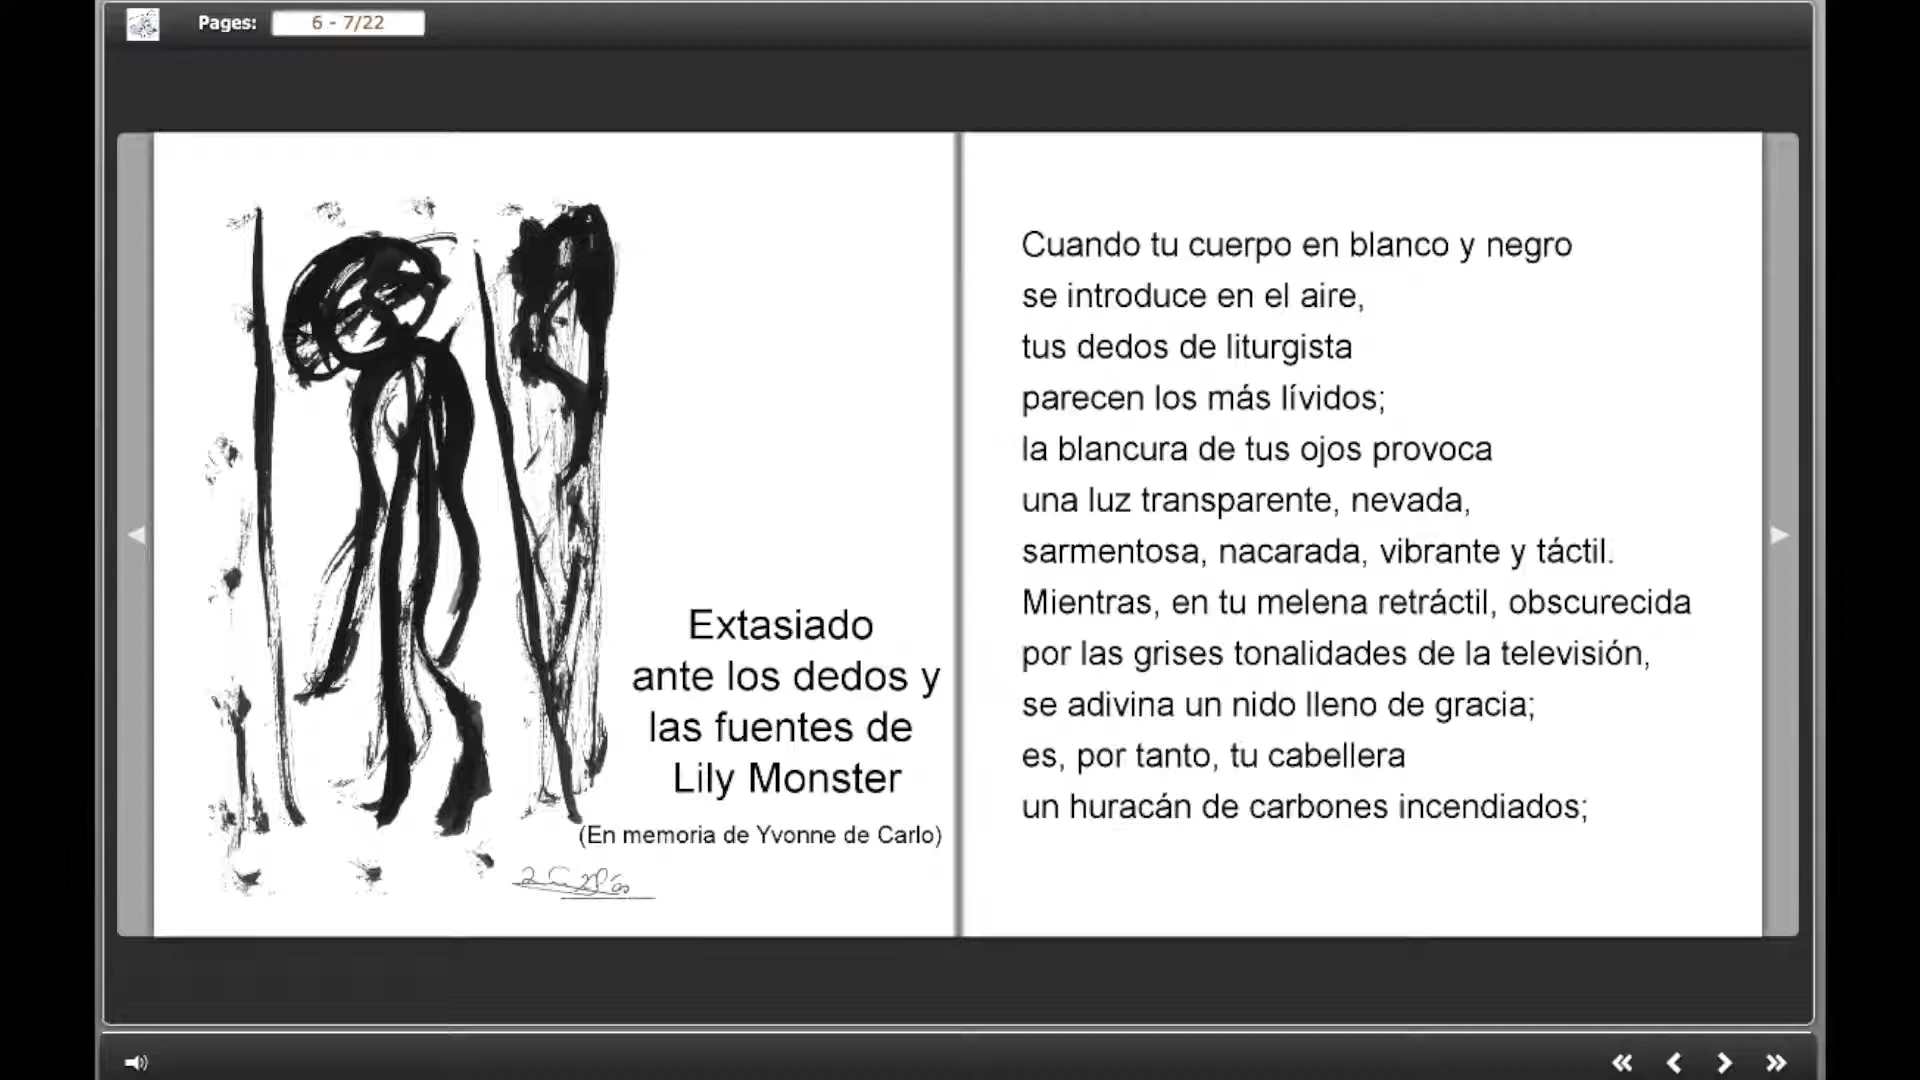 Pages: 6 - 7/22
Extasiado
ante los dedos y
las fuentes de
Lily Monster
(En memoria de Yvonne de Carlo)
Cuando tu cuerpo en blanco y negro
se introduce en el aire,
tus dedos de liturgista
parecen los más lívidos;
la blancura de tus ojos provoca
una luz transparente, nevada,
sarmentosa, nacarada, vibrante y táctil.
Mientras, en tu melena retráctil, obscurecida
por las grises tonalidades de la televisión,
se adivina un nido lleno de gracia;
es, por tanto, tu cabellera
un huracán de carbones incendiados;